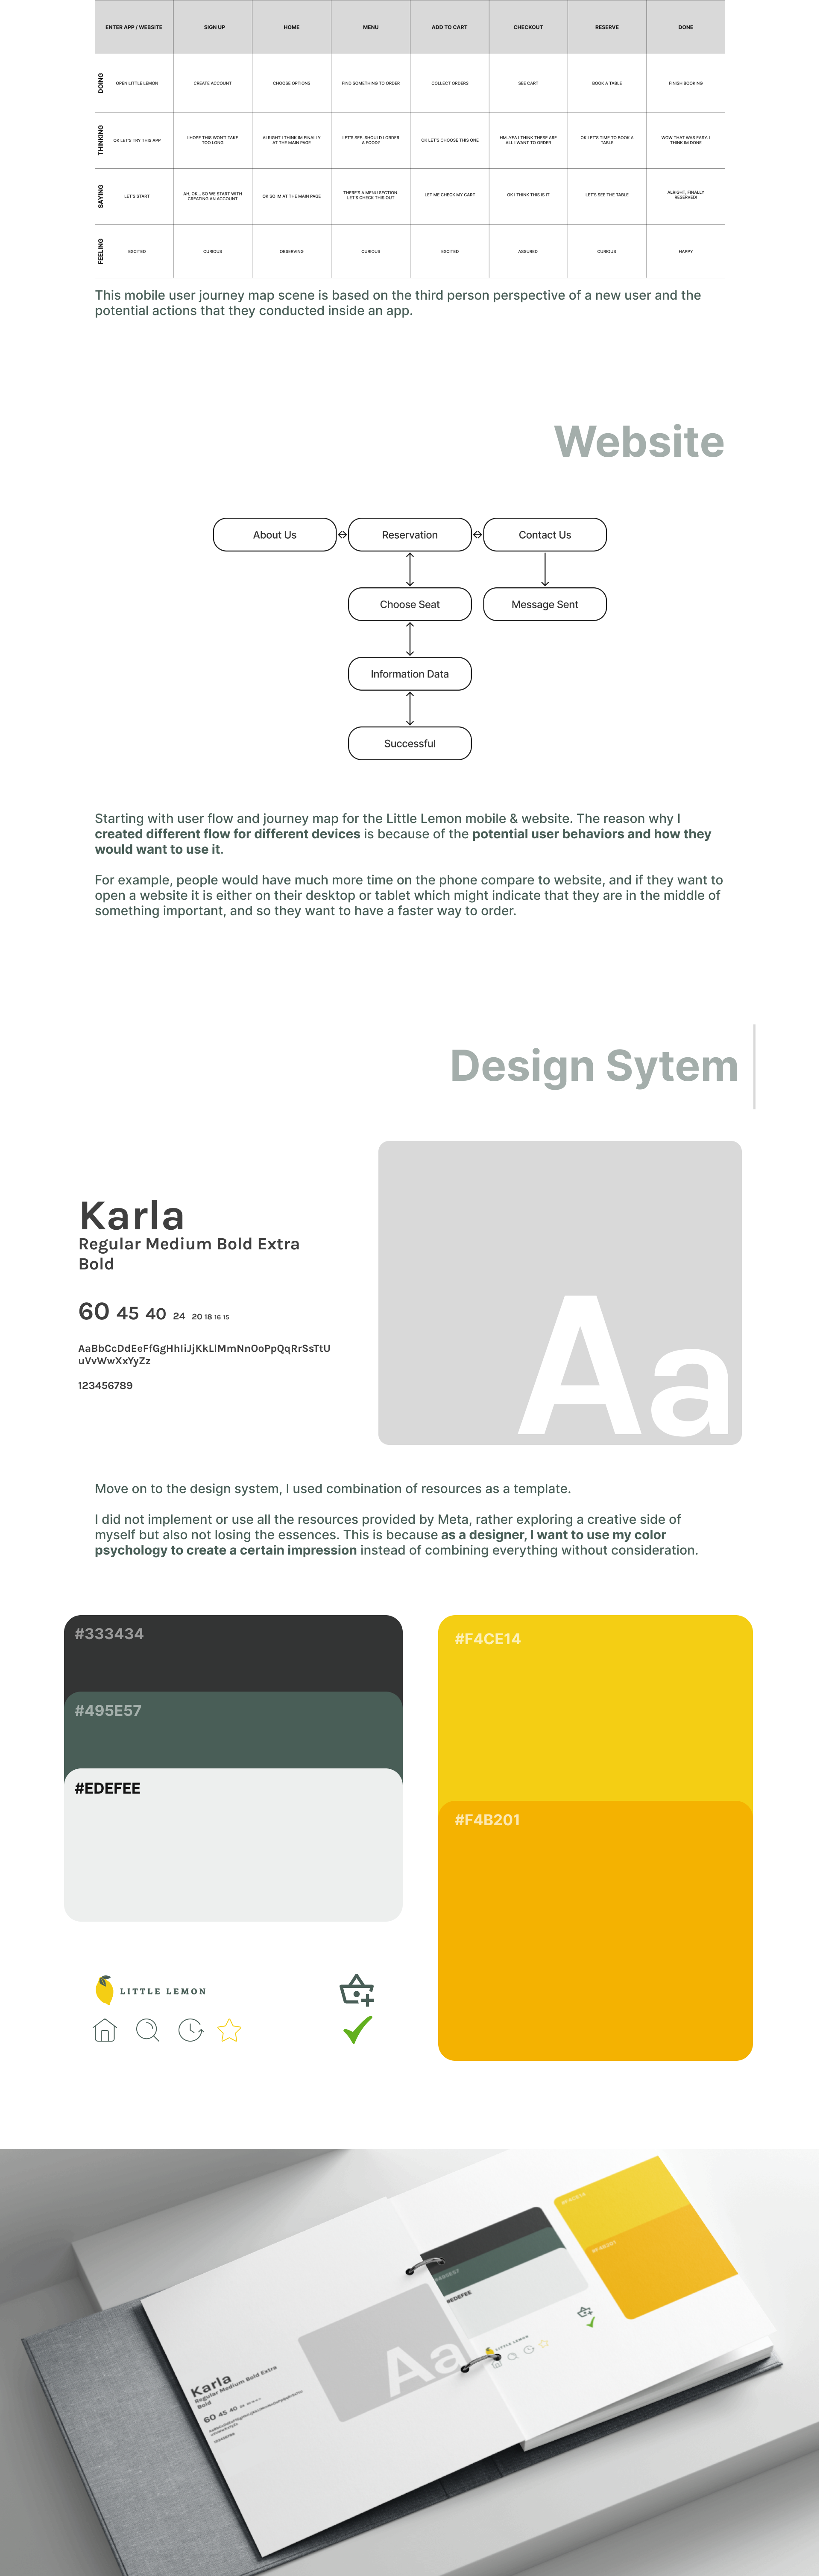 ENTER APP / WEBSITE
SIGN UP
HOME
MENU
ADD TO CART
CHECKOUT
RESERVE
DONE
DOING
OPEN LITTLE LEMON
CREATE ACCOUNT
CHOOSE OPTIONS
FIND SOMETHING TO ORDER
COLLECT ORDERS
SEE CART
BOOK A TABLE
FINISH BOOKING
THINKING
OK LET'S TRY THIS APP
I HOPE THIS WON'T TAKE
TOO LONG
ALRIGHT I THINK IM FINALLY
AT THE MAIN PAGE
LET'S SEE..SHOULD I ORDER
A FOOD?
OK LET'S CHOOSE THIS ONE
HM..YEA I THINK THESE ARE
ALL I WANT TO ORDER
OK LET'S TIME TO BOOK A
TABLE
WOW THAT WAS EASY. I
THINK IM DONE
SAYING
LET'S START
AH, OK... SO WE START WITH
CREATING AN ACCOUNT
OK SO IM AT THE MAIN PAGE
THERE'S A MENU SECTION.
LET'S CHECK THIS OUT
LET ME CHECK MY CART
OK I THINK THIS IS IT
LET'S SEE THE TABLE
ALRIGHT, FINALLY
RESERVED!
FEELING
EXCITED
CURIOUS
OBSERVING
CURIOUS
EXCITED
ASSURED
CURIOUS
HAPPY
This mobile user journey map scene is based on the third person perspective of a new user and the
potential actions that they conducted inside an app.
Website
About Us
Reservation
Contact Us
Choose Seat
Message Sent
Information Data
Successful
Starting with user flow and journey map for the Little Lemon mobile & website. The reason why I
created different flow for different devices is because of the potential user behaviors and how they
would want to use it.
For example, people would have much more time on the phone compare to website, and if they want to
open a website it is either on their desktop or tablet which might indicate that they are in the middle of
something important, and so they want to have a faster way to order.
Design Sytem
Karla
Regular Medium Bold Extra
Bold
60 45 40 24 20 18 16 15
AaBbCcDdEeFfGgHhIiJjKkLlMmNnOoPpQqRrSsTtU
uVvWwXxYyZz
123456789
Aa
Move on to the design system, I used combination of resources as a template.
I did not implement or use all the resources provided by Meta, rather exploring a creative side of
myself but also not losing the essences. This is because as a designer, I want to use my color
psychology to create a certain impression instead of combining everything without consideration.
#333434
#495E57
#EDEFEE
#F4CE14
#F4B201
LITTLE LEMON
#F4CE14
#F4B201
#495E57
#EDEFEE
LITTLE LEMON
Aa
Karla
Regular Medium Bold Extra
Bold
60 45 40
123456789